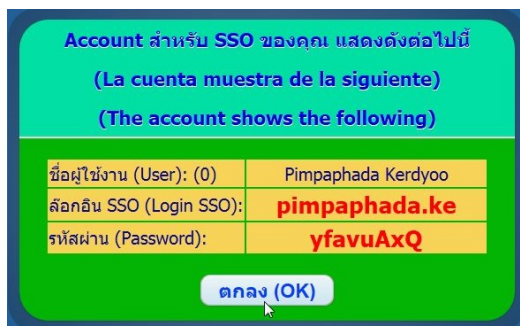 Account สำหรับ SSO ของคุณ แสดงดังต่อไปนี้
(La cuenta muestra de la siguiente)
(The account shows the following)
ชื่อผู้ใช้งาน (User): (0) Pimpaphada Kerdyoo
ล๊อกอิน SSO (Login SSO): pimpaphada.ke
รหัสผ่าน (Password): yfavuAxQ
ตกลง (OK)